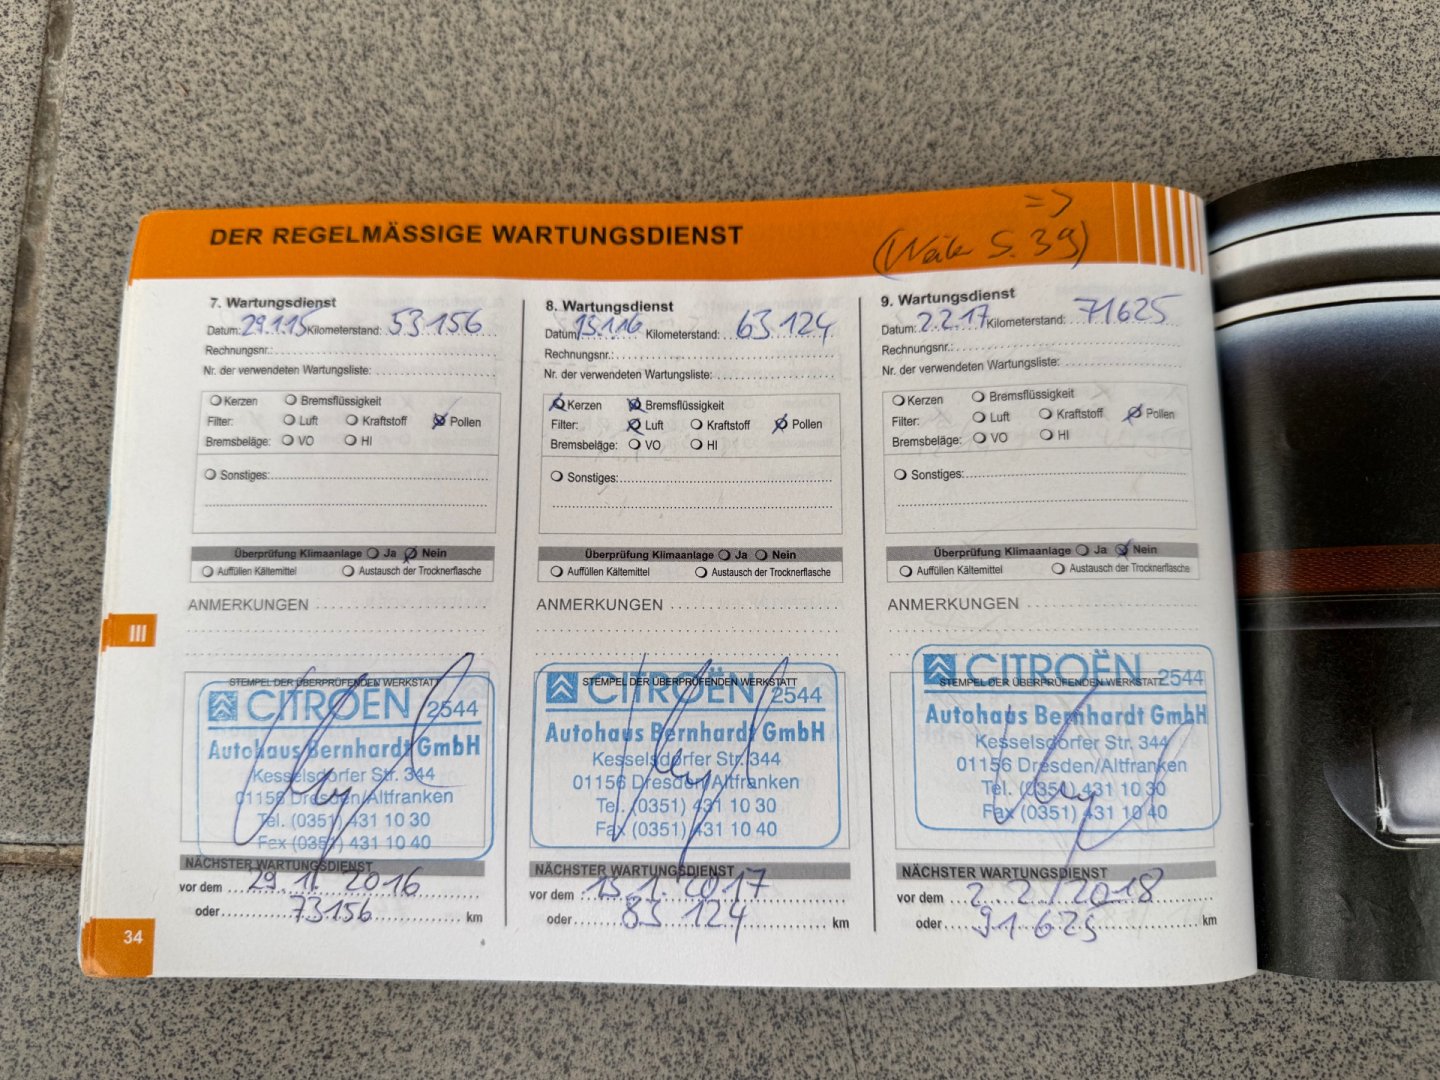 DER REGELMÄSSIGE WARTUNGSDIENST
=>
S. 39)
7. Wartungsdienst
Datum: 29.1.15 Kilometerstand: 53156
Rechnungsnr.:
Nr. der verwendeten Wartungsliste:
Kerzen Bremsflüssigkeit
Filter: Luft Kraftstoff Pollen
Bremsbeläge: VO HI
Sonstiges:
Überprüfung Klimaanlage Ja Nein
Auffüllen Kältemittel Austausch der Trocknerflasche
ANMERKUNGEN
STEMPEL DER ÜBERPRÜFENDEN WERKSTATT
CITROËN 2544
Autohaus Bernhardt GmbH
Kesselsdorfer Str. 344
01156 Dresden/Altfranken
Tel. (0351) 431 10 30
Fax (0351) 431 10 40
NÄCHSTER WARTUNGSDIENST
vor dem 29. 1. 2016
oder 73156 km
8. Wartungsdienst
Datum: 13.1.16 Kilometerstand: 63.124
Rechnungsnr.:
Nr. der verwendeten Wartungsliste:
Kerzen Bremsflüssigkeit
Filter: Luft Kraftstoff Pollen
Bremsbeläge: VO HI
Sonstiges:
Überprüfung Klimaanlage Ja Nein
Auffüllen Kältemittel Austausch der Trocknerflasche
ANMERKUNGEN
STEMPEL DER ÜBERPRÜFENDEN WERKSTATT
CITROËN 2544
Autohaus Bernhardt GmbH
Kesselsdorfer Str. 344
01156 Dresden/Altfranken
Tel. (0351) 431 10 30
Fax (0351) 431 10 40
NÄCHSTER WARTUNGSDIENST
vor dem 13. 1. 2017
oder 83 124 km
9. Wartungsdienst
Datum: 2.2.17 Kilometerstand: 71625
Rechnungsnr.:
Nr. der verwendeten Wartungsliste:
Kerzen Bremsflüssigkeit
Filter: Luft Kraftstoff Pollen
Bremsbeläge: VO HI
Sonstiges:
Überprüfung Klimaanlage Ja Nein
Auffüllen Kältemittel Austausch der Trocknerflasche
ANMERKUNGEN
STEMPEL DER ÜBERPRÜFENDEN WERKSTATT
CITROËN 2544
Autohaus Bernhardt GmbH
Kesselsdorfer Str. 344
01156 Dresden/Altfranken
Tel. (0351) 431 10 30
Fax (0351) 431 10 40
NÄCHSTER WARTUNGSDIENST
vor dem 2. 2. 2018
oder 91 625 km
III
34